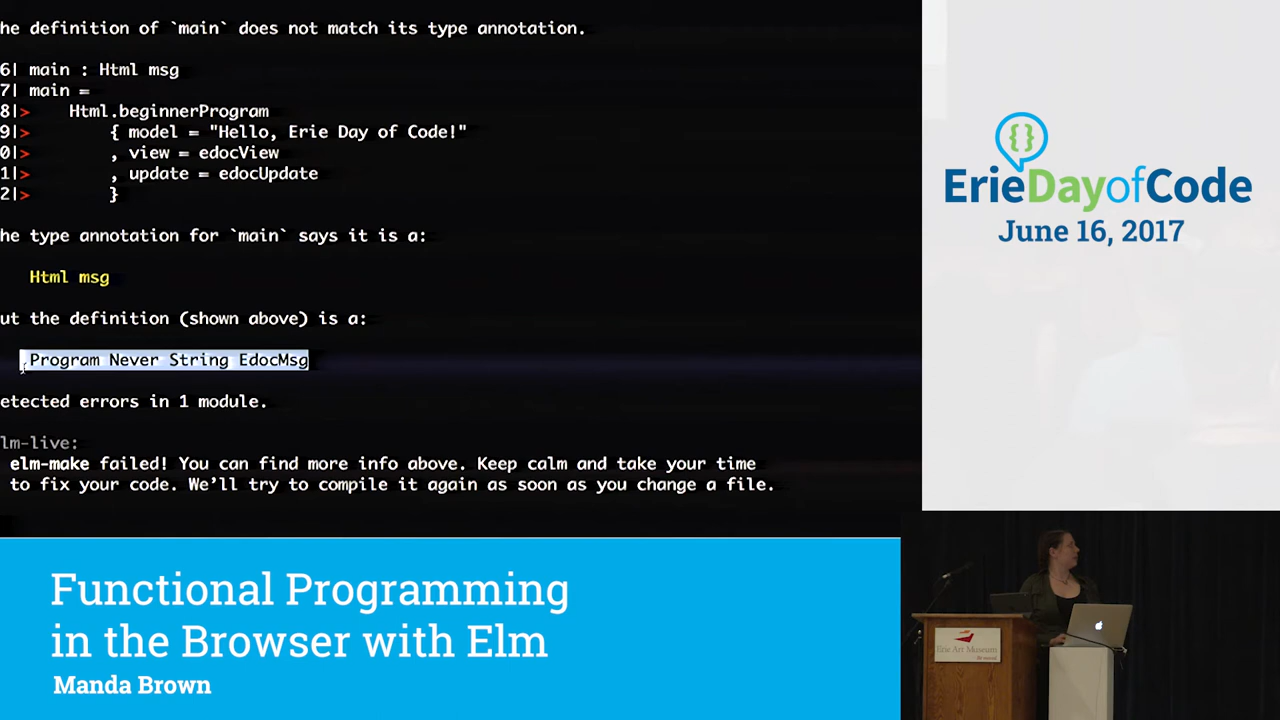 he definition of `main` does not match its type annotation.
6| main : Html msg
7| main =
8|> Html.beginnerProgram
9|> { model = "Hello, Erie Day of Code!"
0|> , view = edocView
1|> , update = edocUpdate
2|> }
he type annotation for `main` says it is a:
Html msg
ut the definition (shown above) is a:
Program Never String EdocMsg
etected errors in 1 module.
lm-live:
elm-make failed! You can find more info above. Keep calm and take your time
to fix your code. We’ll try to compile it again as soon as you change a file.
{ }
ErieDayofCode
June 16, 2017
Functional Programming
in the Browser with Elm
Manda Brown
Erie Art Museum